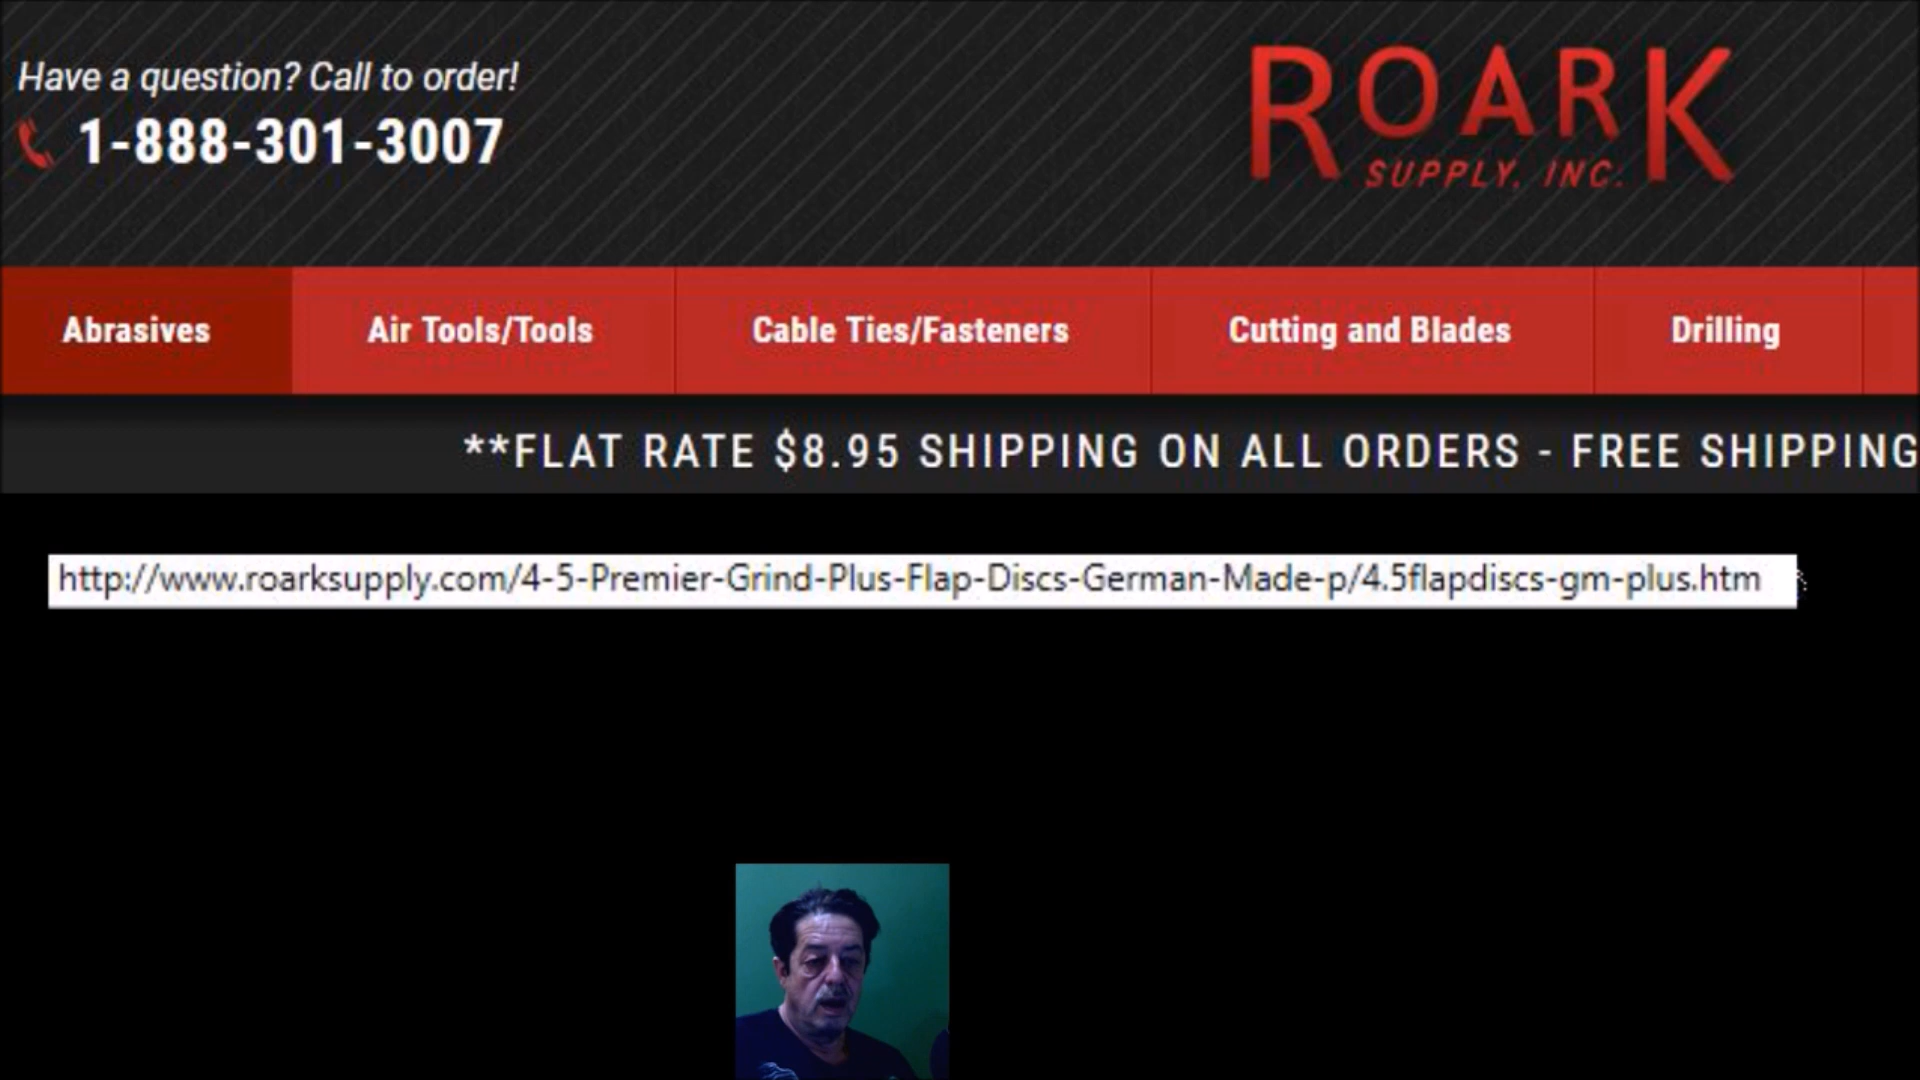 Have a question? Call to order!
1-888-301-3007
ROARK
SUPPLY, INC.
Abrasives
Air Tools/Tools
Cable Ties/Fasteners
Cutting and Blades
Drilling
**FLAT RATE $8.95 SHIPPING ON ALL ORDERS - FREE SHIPPING
http://www.roarksupply.com/4-5-Premier-Grind-Plus-Flap-Discs-German-Made-p/4.5flapdiscs-gm-plus.htm